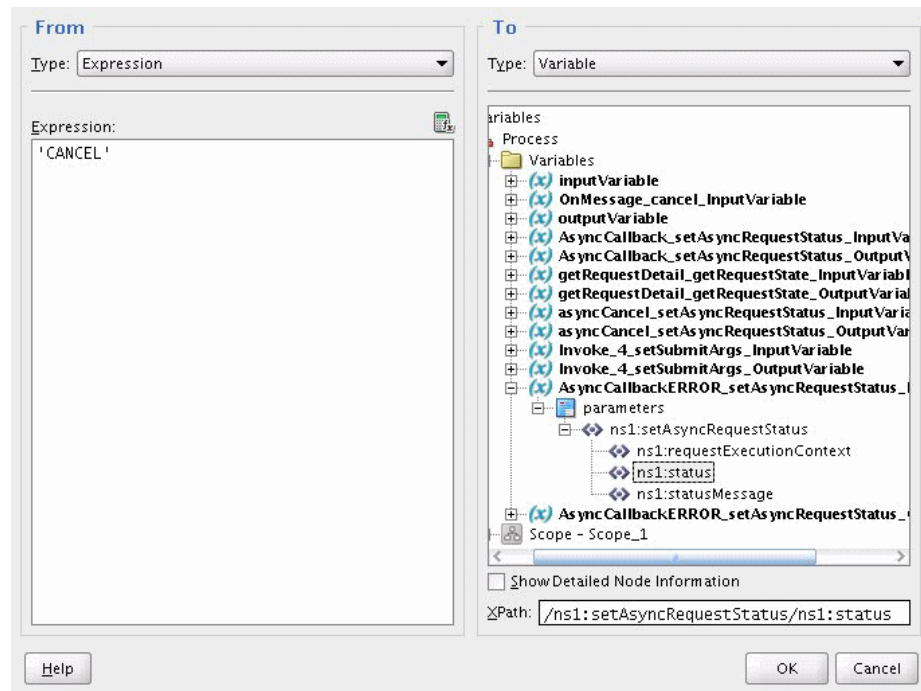 From
Type: Expression
Expression:
'CANCEL'
To
Type: Variable
ariables
Process
Variables
(x) inputVariable
(x) OnMessage_cancel_InputVariable
(x) outputVariable
(x) AsyncCallback_setAsyncRequestStatus_InputVa
(x) AsyncCallback_setAsyncRequestStatus_OutputV
(x) getRequestDetail_getRequestState_InputVariabl
(x) getRequestDetail_getRequestState_OutputVarial
(x) asyncCancel_setAsyncRequestStatus_InputVaria
(x) asyncCancel_setAsyncRequestStatus_OutputVar
(x) Invoke_4_setSubmitArgs_InputVariable
(x) Invoke_4_setSubmitArgs_OutputVariable
(x) AsyncCallbackERROR_setAsyncRequestStatus_I
parameters
ns1:setAsyncRequestStatus
ns1:requestExecutionContext
ns1:status
ns1:statusMessage
(x) AsyncCallbackERROR_setAsyncRequestStatus_
Scope - Scope_1
Show Detailed Node Information
XPath: /ns1:setAsyncRequestStatus/ns1:status
Help
OK
Cancel